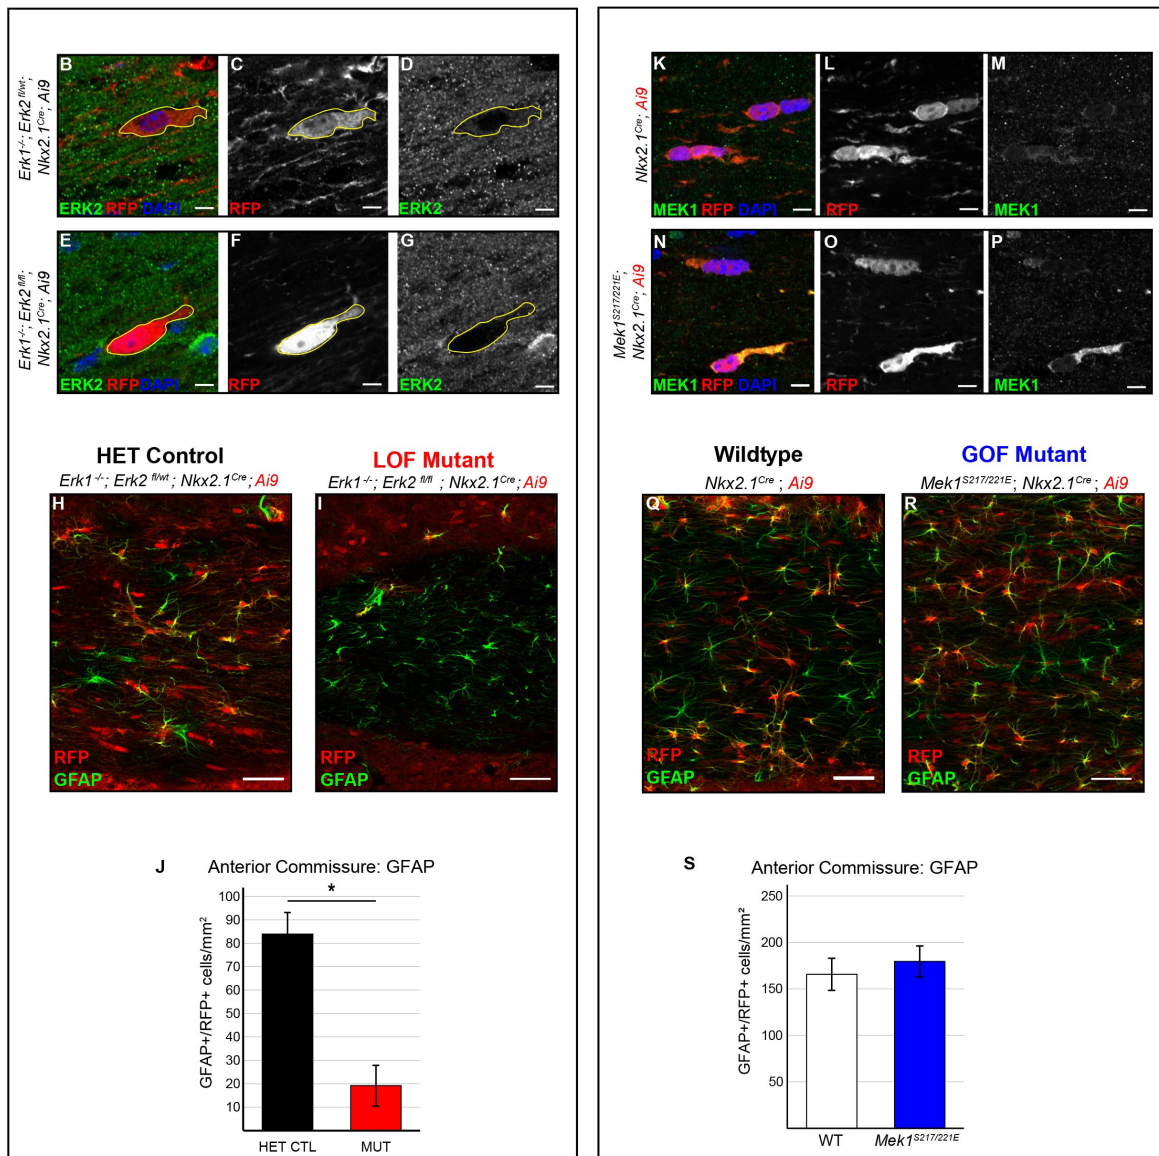 Erk1-/-; Erk2 fl/wt;
Nkx2.1Cre; Ai9
B
ERK2 RFP DAPI
C
RFP
D
ERK2
Erk1-/-; Erk2 fl/fl;
Nkx2.1Cre; Ai9
E
ERK2 RFP DAPI
F
RFP
G
ERK2
HET Control
Erk1 -/-; Erk2 fl/wt ; Nkx2.1Cre ; Ai9
H
RFP
GFAP
LOF Mutant
Erk1 -/-; Erk2 fl/fl ; Nkx2.1Cre ; Ai9
I
RFP
GFAP
J
Anterior Commissure: GFAP
*
GFAP+/RFP+ cells/mm²
100
90
80
70
60
50
40
30
20
10
HET CTL
MUT
Nkx2.1Cre; Ai9
K
MEK1 RFP DAPI
L
RFP
M
MEK1
Mek1S217/221E;
Nkx2.1Cre; Ai9
N
MEK1 RFP DAPI
O
RFP
P
MEK1
Wildtype
Nkx2.1Cre ; Ai9
Q
RFP
GFAP
GOF Mutant
Mek1S217/221E; Nkx2.1Cre ; Ai9
R
RFP
GFAP
S
Anterior Commissure: GFAP
GFAP+/RFP+ cells/mm²
250
200
150
100
50
WT
Mek1S217/221E